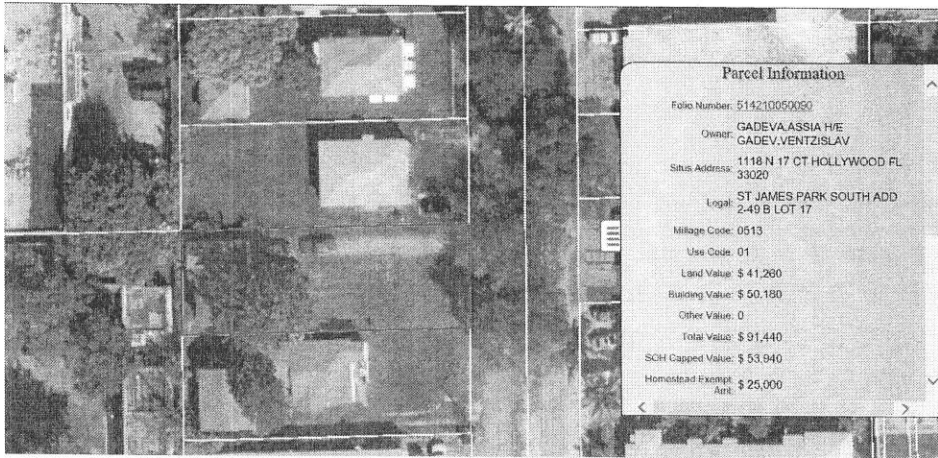 Parcel Information
Folio Number: 514210050090
Owner: GADEVA,ASSIA H/E
GADEV,VENTZISLAV
Situs Address: 1118 N 17 CT HOLLYWOOD FL
33020
Legal: ST JAMES PARK SOUTH ADD
2-49 B LOT 17
Millage Code: 0513
Use Code: 01
Land Value: $ 41,260
Building Value: $ 50,180
Other Value: 0
Total Value: $ 91,440
SOH Capped Value: $ 53,940
Homestead Exempt
Amt: $ 25,000